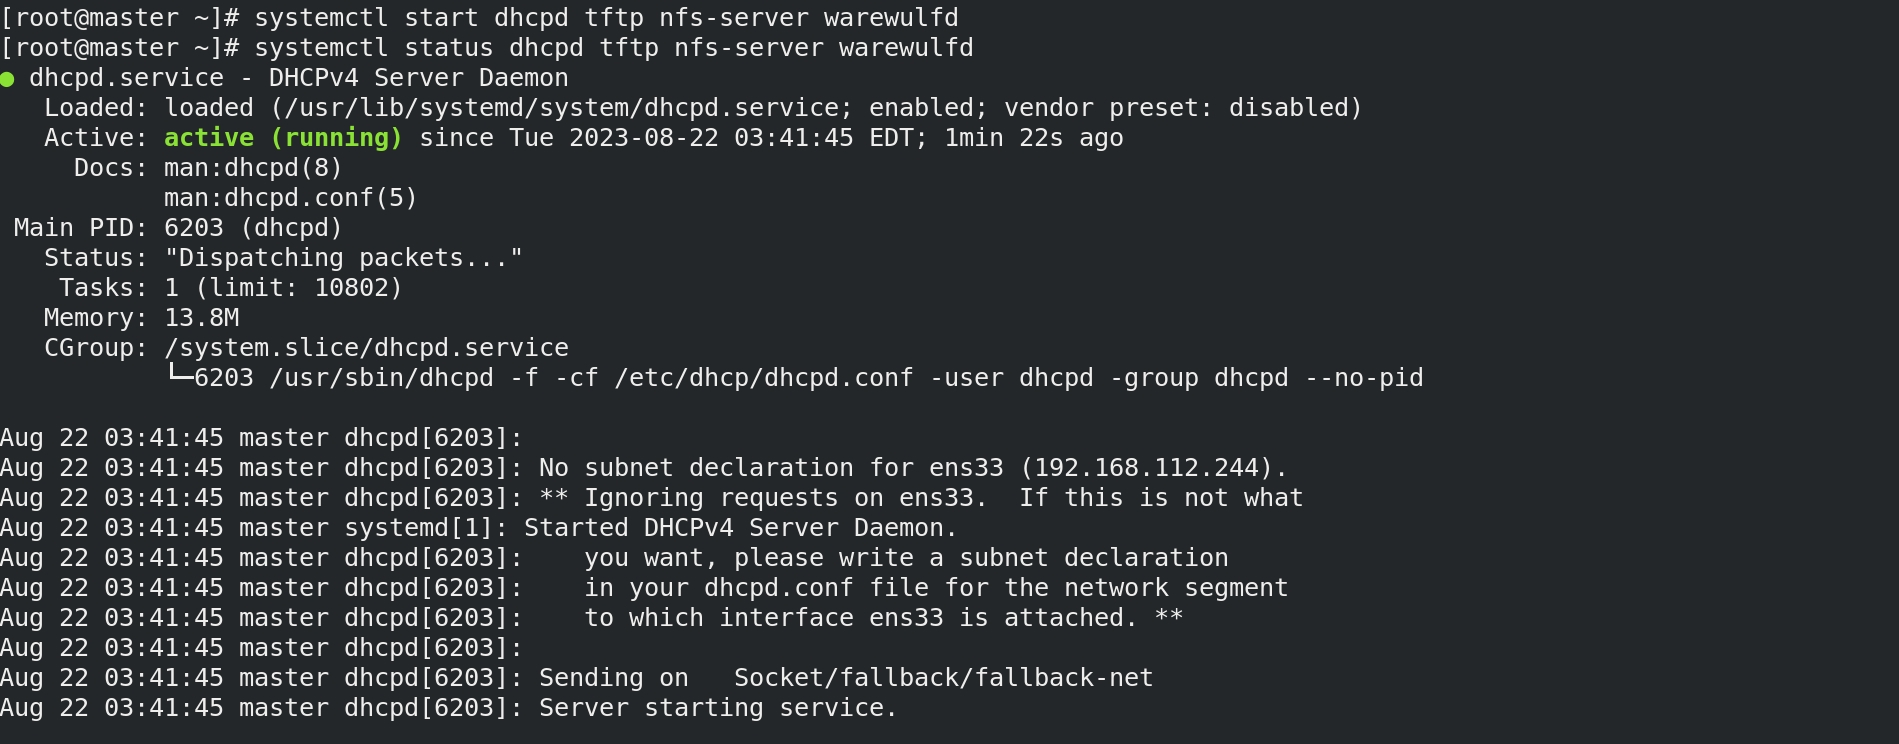 [root@master ~]# systemctl start dhcpd tftp nfs-server warewulfd
[root@master ~]# systemctl status dhcpd tftp nfs-server warewulfd
● dhcpd.service - DHCPv4 Server Daemon
   Loaded: loaded (/usr/lib/systemd/system/dhcpd.service; enabled; vendor preset: disabled)
   Active: active (running) since Tue 2023-08-22 03:41:45 EDT; 1min 22s ago
     Docs: man:dhcpd(8)
           man:dhcpd.conf(5)
 Main PID: 6203 (dhcpd)
   Status: "Dispatching packets..."
    Tasks: 1 (limit: 10802)
   Memory: 13.8M
   CGroup: /system.slice/dhcpd.service
           └─6203 /usr/sbin/dhcpd -f -cf /etc/dhcp/dhcpd.conf -user dhcpd -group dhcpd --no-pid

Aug 22 03:41:45 master dhcpd[6203]:
Aug 22 03:41:45 master dhcpd[6203]: No subnet declaration for ens33 (192.168.112.244).
Aug 22 03:41:45 master dhcpd[6203]: ** Ignoring requests on ens33.  If this is not what
Aug 22 03:41:45 master systemd[1]: Started DHCPv4 Server Daemon.
Aug 22 03:41:45 master dhcpd[6203]:    you want, please write a subnet declaration
Aug 22 03:41:45 master dhcpd[6203]:    in your dhcpd.conf file for the network segment
Aug 22 03:41:45 master dhcpd[6203]:    to which interface ens33 is attached. **
Aug 22 03:41:45 master dhcpd[6203]:
Aug 22 03:41:45 master dhcpd[6203]: Sending on   Socket/fallback/fallback-net
Aug 22 03:41:45 master dhcpd[6203]: Server starting service.